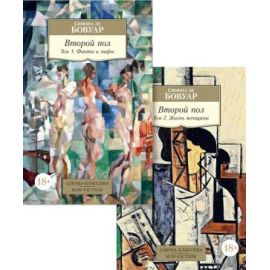 Симона де
БОВУАР
Второй пол
Том 1: Факты и мифы
18+
АЗБУКА-КЛАССИКА
NON-FICTION
Симона де
БОВУАР
Второй пол
Том 2. Жизнь женщины
18+
АЗБУКА-КЛАССИКА
NON-FICTION